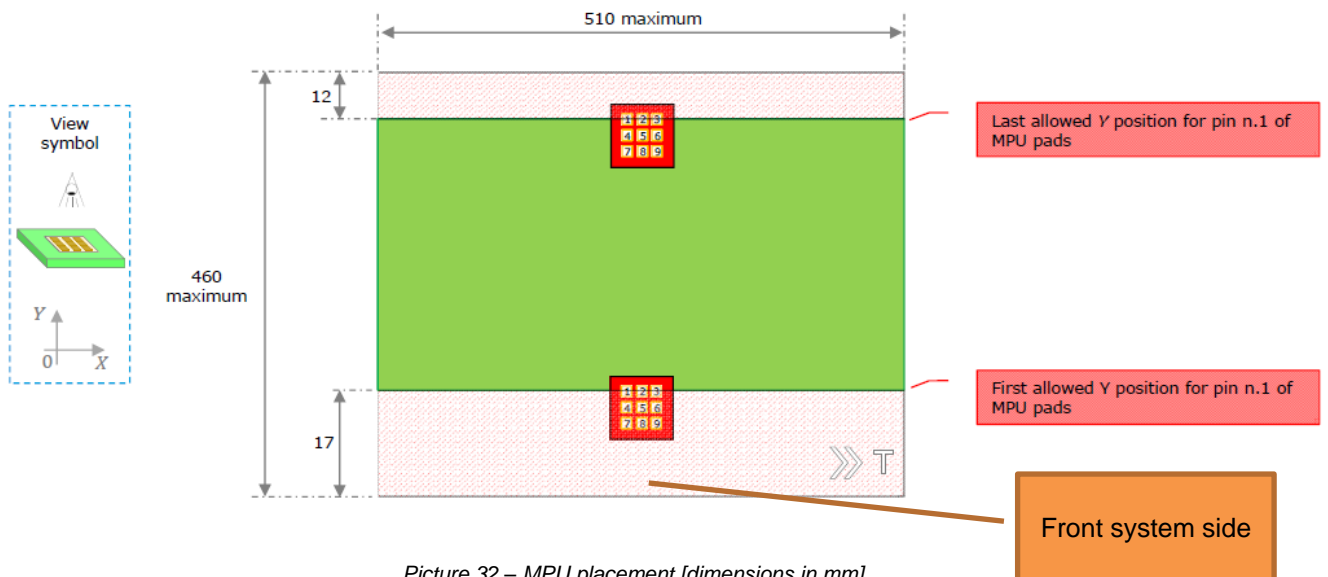 510 maximum
12
View
symbol
1 2 3
4 5 6
7 8 9
Last allowed Y position for pin n.1 of
MPU pads
460
maximum
Y
0
X
1 2 3
4 5 6
7 8 9
First allowed Y position for pin n.1 of
MPU pads
17
T
Front system side
Picture 32 – MPU placement [dimensions in mm]